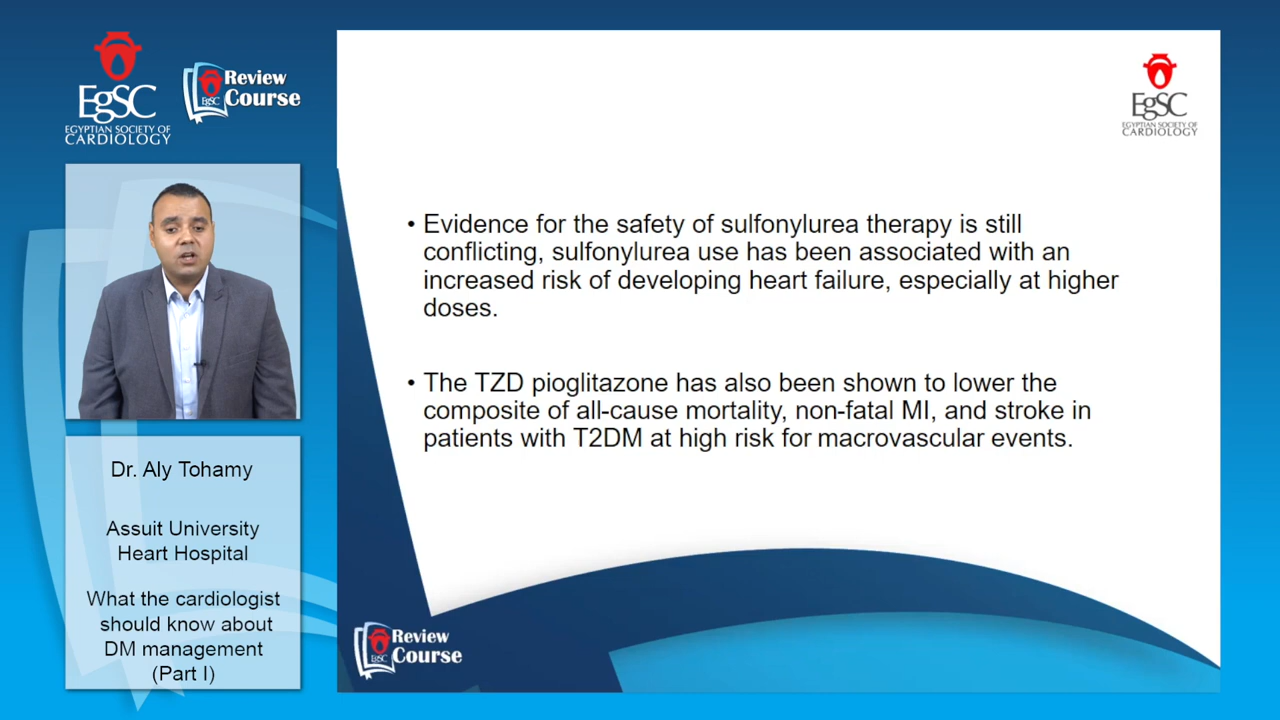 EgSC
EGYPTIAN SOCIETY OF
CARDIOLOGY
EgSC
Review
Course
EgSC
EGYPTIAN SOCIETY OF
CARDIOLOGY
• Evidence for the safety of sulfonylurea therapy is still
conflicting, sulfonylurea use has been associated with an
increased risk of developing heart failure, especially at higher
doses.
• The TZD pioglitazone has also been shown to lower the
composite of all-cause mortality, non-fatal MI, and stroke in
patients with T2DM at high risk for macrovascular events.
Dr. Aly Tohamy
Assuit University
Heart Hospital
What the cardiologist
should know about
DM management
(Part I)
EgSC
Review
Course